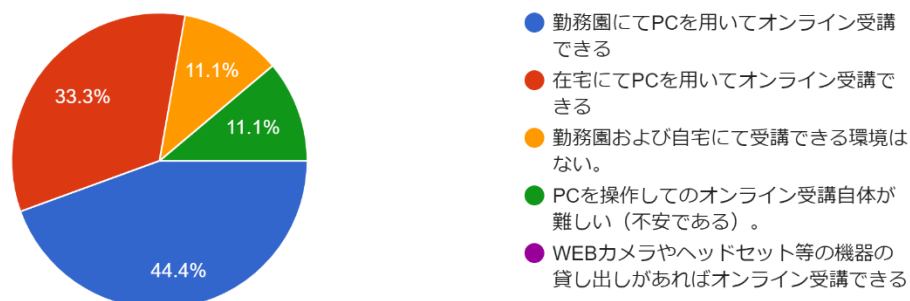 勤務園にてPCを用いてオンライン受講
できる
在宅にてPCを用いてオンライン受講で
きる
勤務園および自宅にて受講できる環境は
ない。
PCを操作してのオンライン受講自体が
難しい（不安である）。
WEBカメラやヘッドセット等の機器の
貸し出しがあればオンライン受講できる
33.3%
11.1%
11.1%
44.4%